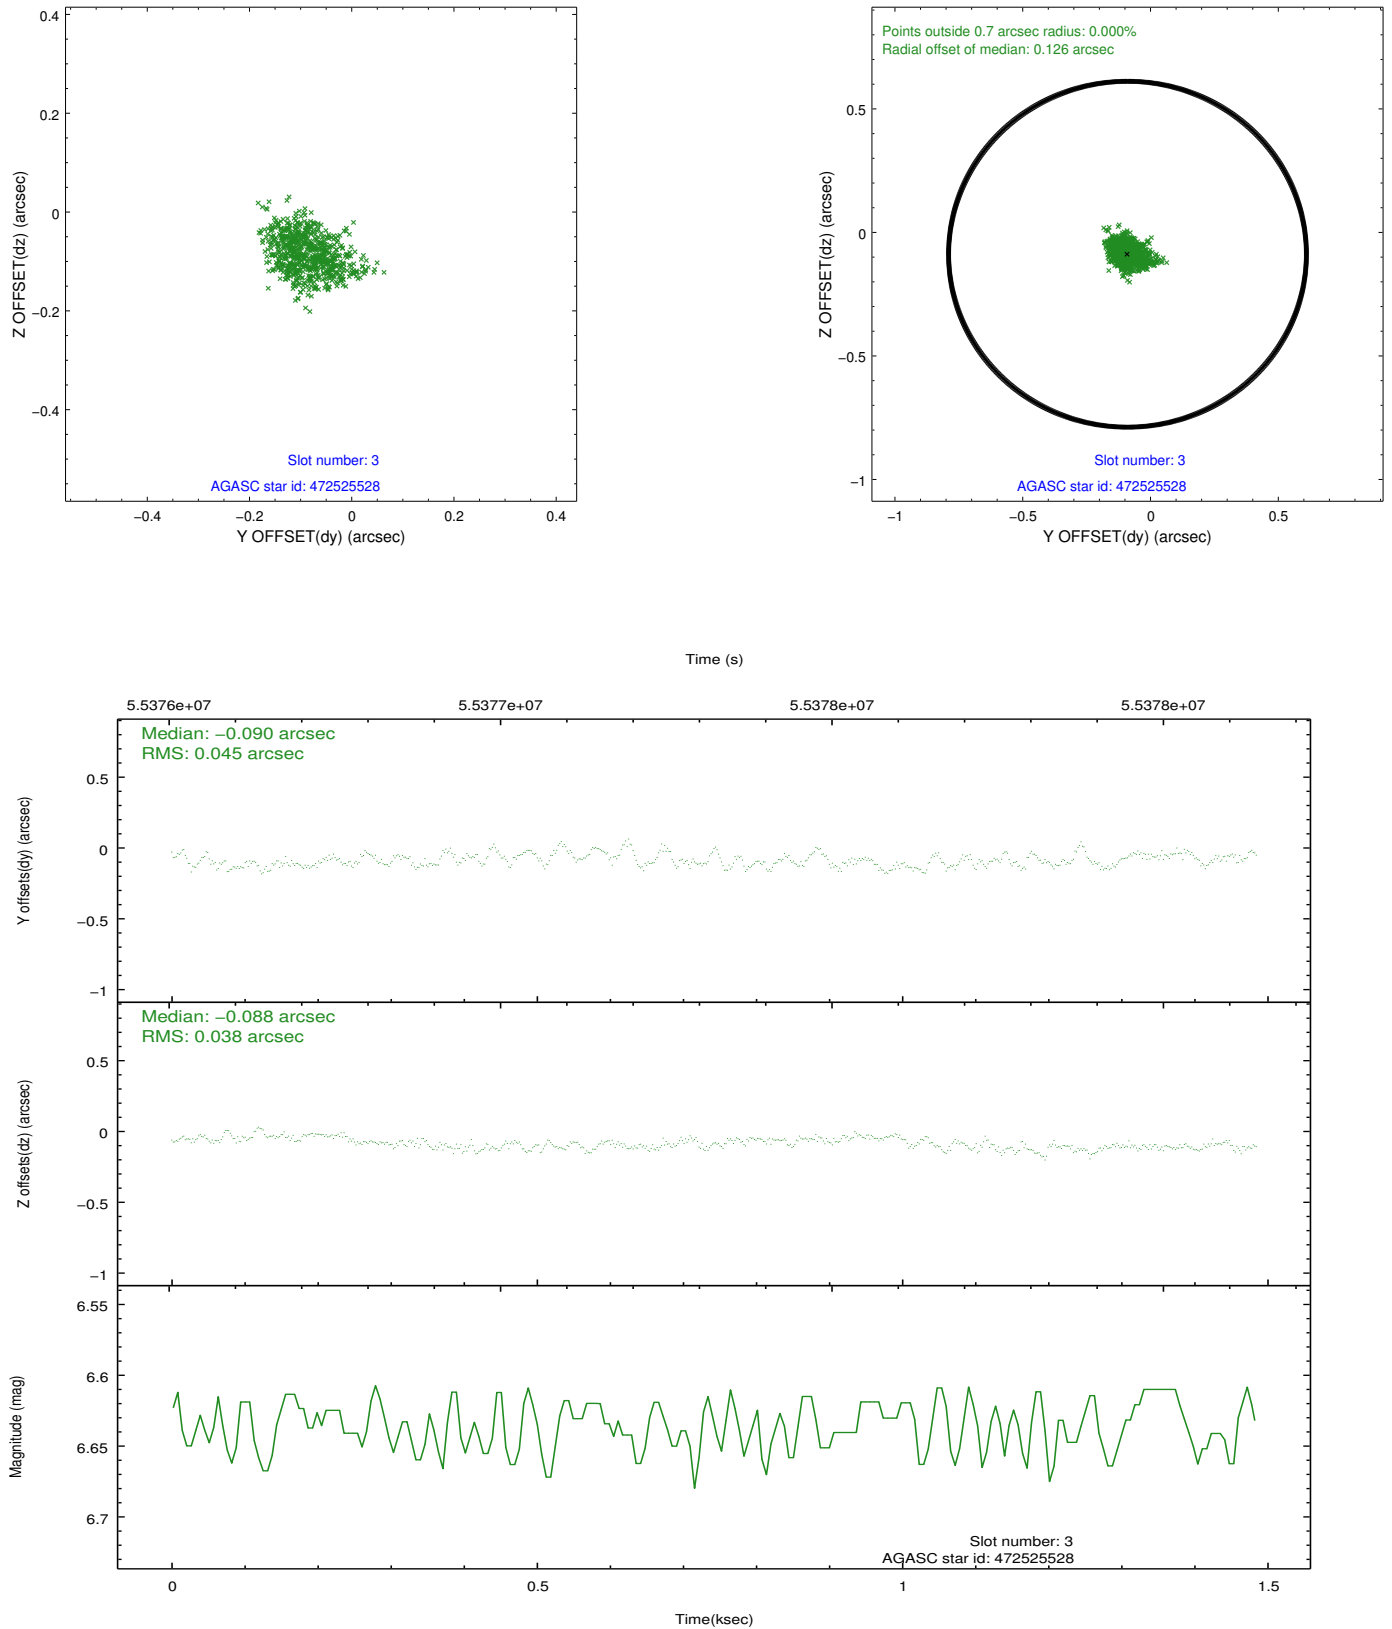 0.4
0.2
0
−0.2
−0.4
Z OFFSET(dz) (arcsec)
Slot number: 3
AGASC star id: 472525528
−0.4
−0.2
0
0.2
0.4
Y OFFSET(dy) (arcsec)
Points outside 0.7 arcsec radius: 0.000%
Radial offset of median: 0.126 arcsec
0.5
0
−0.5
−1
Z OFFSET(dz) (arcsec)
Slot number: 3
AGASC star id: 472525528
−1
−0.5
0
0.5
Y OFFSET(dy) (arcsec)
Time (s)
5.5376e+07
5.5377e+07
5.5378e+07
5.5378e+07
Median: −0.090 arcsec
RMS: 0.045 arcsec
0.5
0
−0.5
−1
Y offsets(dy) (arcsec)
Median: −0.088 arcsec
RMS: 0.038 arcsec
0.5
0
−0.5
−1
Z offsets(dz) (arcsec)
6.55
6.6
6.65
6.7
Magnitude (mag)
Slot number: 3
AGASC star id: 472525528
0
0.5
1
1.5
Time(ksec)